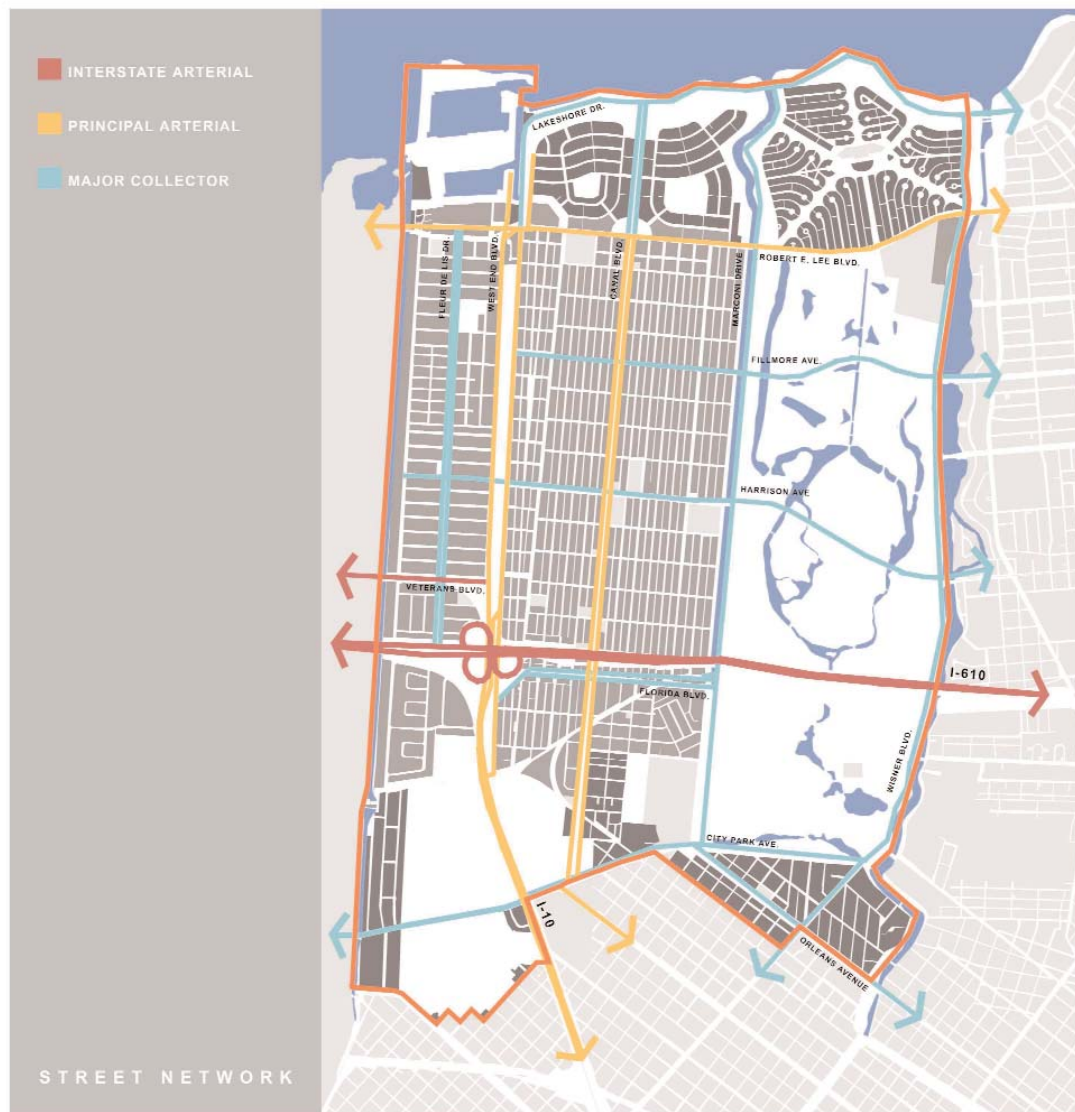 INTERSTATE ARTERIAL
PRINCIPAL ARTERIAL
MAJOR COLLECTOR
LAKESHORE DR.
FLEUR DE LIS DR.
WEST END BLVD.
CANAL BLVD.
MARCONI DRIVE
ROBERT E. LEE BLVD.
FILLMORE AVE.
HARRISON AVE
VETERANS BLVD.
I-610
FLORIDA BLVD.
WISNER BLVD.
CITY PARK AVE.
I-10
ORLEANS AVENUE
STREET NETWORK